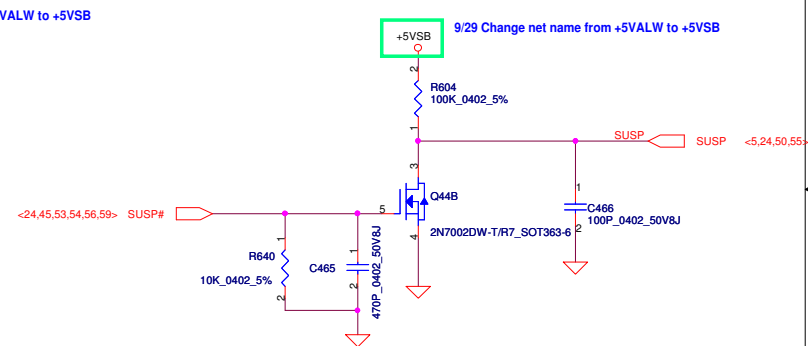 VALW to +5VSB
9/29 Change net name from +5VALW to +5VSB
+5VSB
2
R604
100K_0402_5%
1
SUSP
SUSP <5,24,50,55>
3
Q44B
5
1
C466
100P_0402_50V8J
2
<24,45,53,54,56,59> SUSP#
2N7002DW-T/R7_SOT363-6
4
1
R640
10K_0402_5%
2
1
C465
2
470P_0402_50V8J